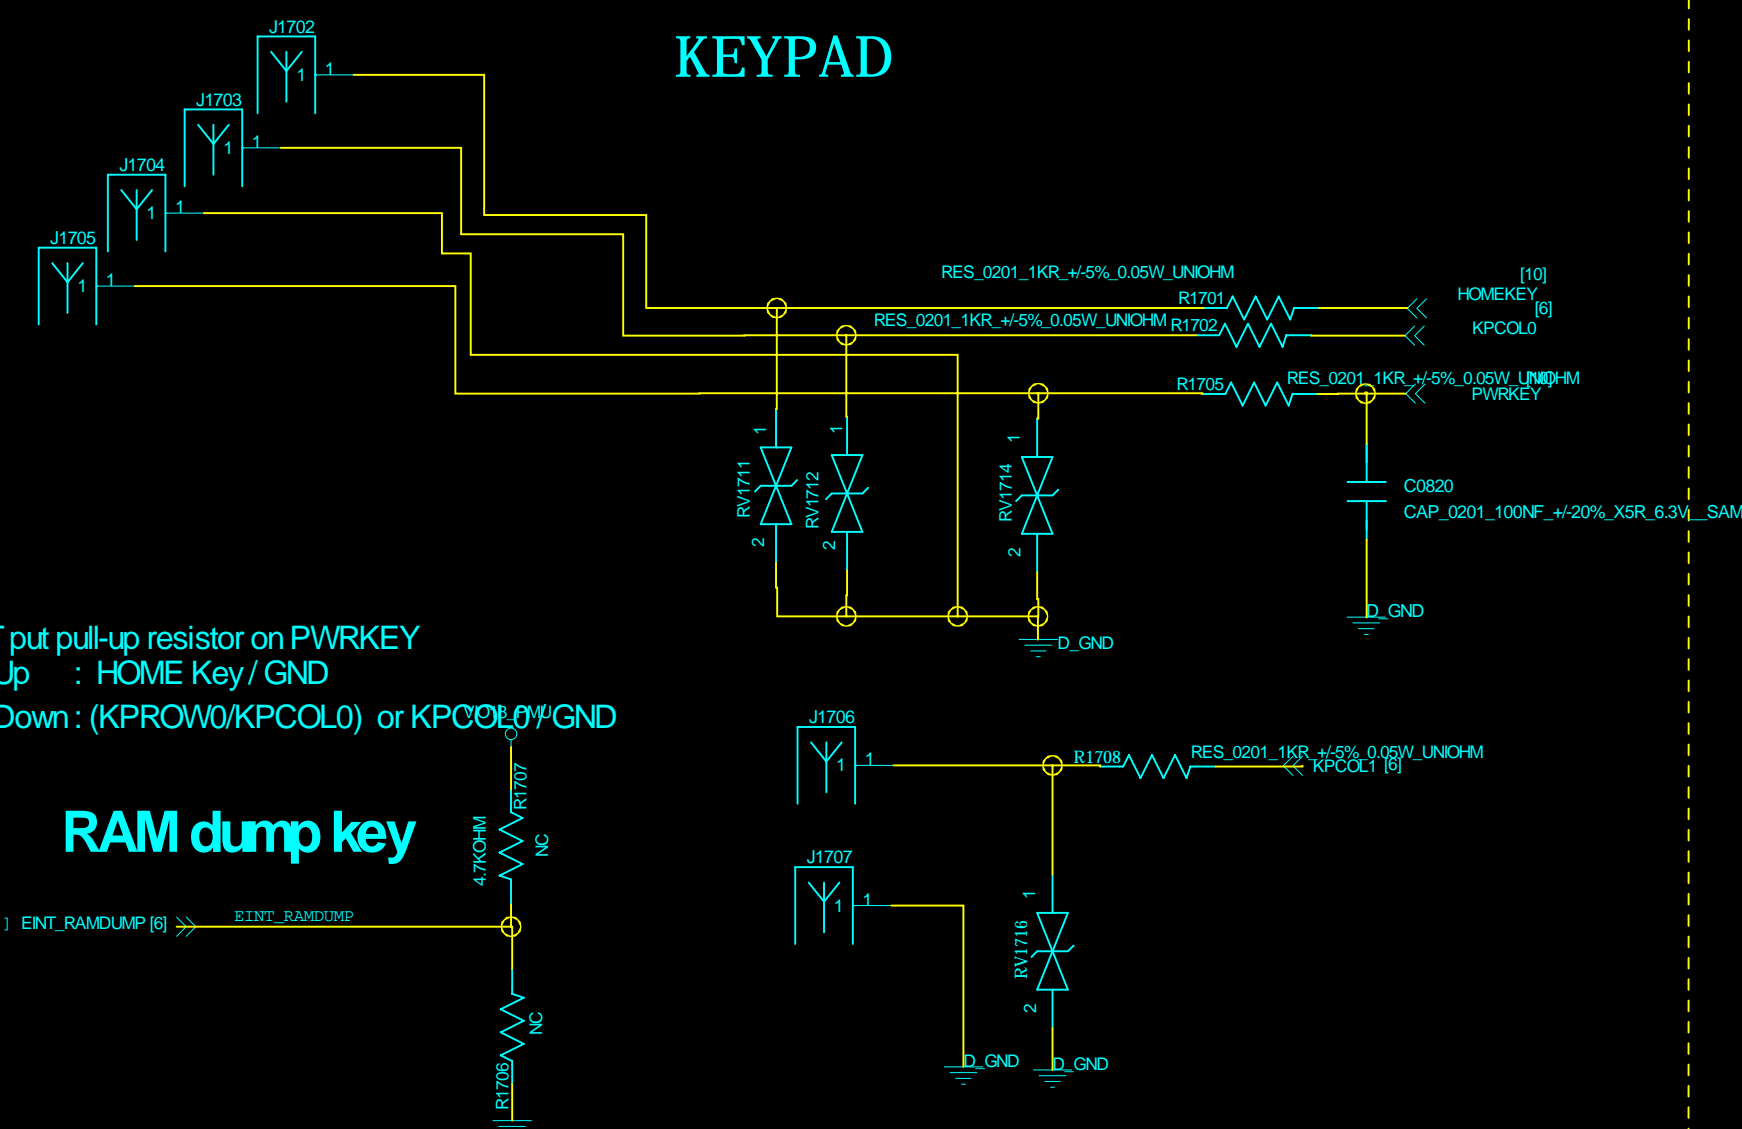 KEYPAD
J1702
1
1
J1703
1
1
J1704
1
1
J1705
1
1
RES_0201_1KR_+/-5%_0.05W_UNIOHM
R1701
[10]
HOMEKEY
[6]
RES_0201_1KR_+/-5%_0.05W_UNIOHM
R1702
KPCOL0
R1705
RES_0201_1KR_+/-5%_0.05W_UNIOHM
PWRKEY
1
RV1711
2
1
RV1712
2
1
RV1714
2
C0820
CAP_0201_100NF_+/-20%_X5R_6.3V__SAM
D_GND
D_GND
put pull-up resistor on PWRKEY
Up : HOME Key / GND
Down : (KPROW0/KPCOL0) or KPCOL0 / GND
VIO18_PMU
R1707
4.7KOHM
NC
RAM dump key
] EINT_RAMDUMP [6]
EINT_RAMDUMP
NC
R1706
J1706
1
1
R1708
RES_0201_1KR_+/-5%_0.05W_UNIOHM
KPCOL1 [6]
J1707
1
1
1
RV1716
2
D_GND
D_GND